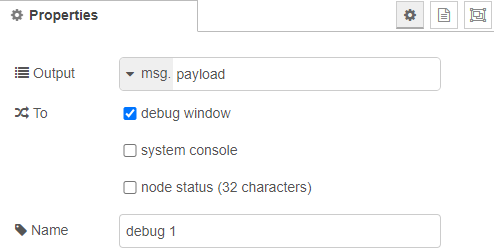 Properties
Output
msg. payload
To
debug window
system console
node status (32 characters)
Name
debug 1